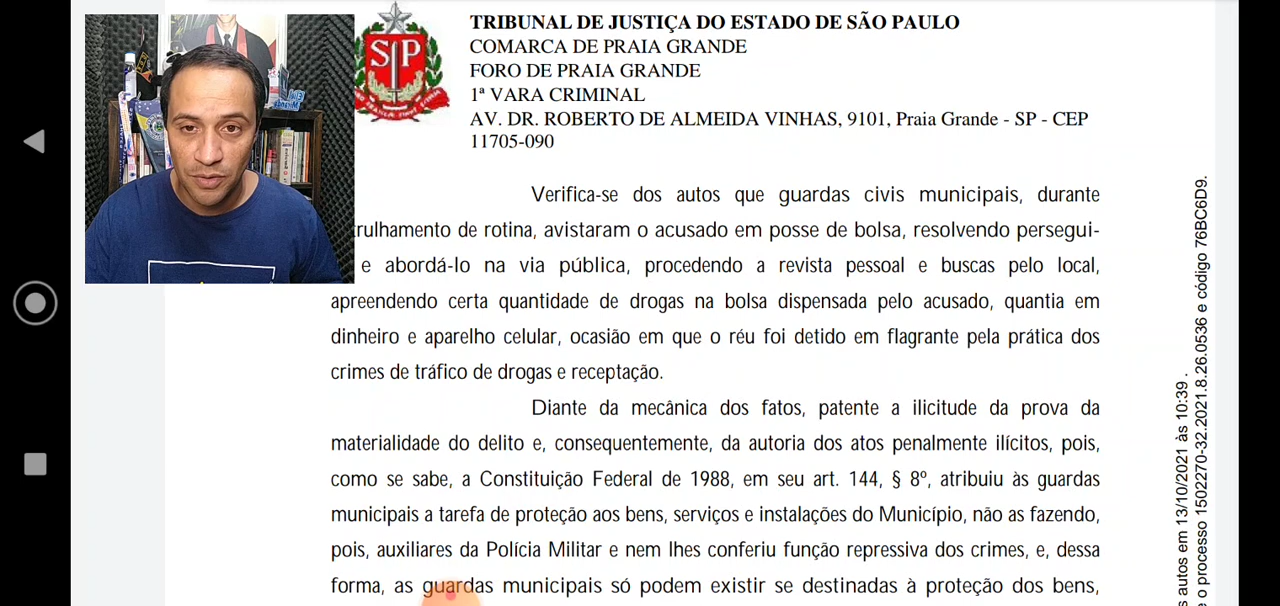 TRIBUNAL DE JUSTIÇA DO ESTADO DE SÃO PAULO
COMARCA DE PRAIA GRANDE
FORO DE PRAIA GRANDE
1ª VARA CRIMINAL
AV. DR. ROBERTO DE ALMEIDA VINHAS, 9101, Praia Grande - SP - CEP
11705-090
SP
Verifica-se dos autos que guardas civis municipais, durante
trulhamento de rotina, avistaram o acusado em posse de bolsa, resolvendo persegui-
e abordá-lo na via pública, procedendo a revista pessoal e buscas pelo local,
apreendendo certa quantidade de drogas na bolsa dispensada pelo acusado, quantia em
dinheiro e aparelho celular, ocasião em que o réu foi detido em flagrante pela prática dos
crimes de tráfico de drogas e receptação.
Diante da mecânica dos fatos, patente a ilicitude da prova da
materialidade do delito e, consequentemente, da autoria dos atos penalmente ilícitos, pois,
como se sabe, a Constituição Federal de 1988, em seu art. 144, § 8º, atribuiu às guardas
municipais a tarefa de proteção aos bens, serviços e instalações do Município, não as fazendo,
pois, auxiliares da Polícia Militar e nem lhes conferiu função repressiva dos crimes, e, dessa
forma, as guardas municipais só podem existir se destinadas à proteção dos bens,
s autos em 13/10/2021 às 10:39 .
e o processo 1502270-32.2021.8.26.0536 e código 76BC6D9.